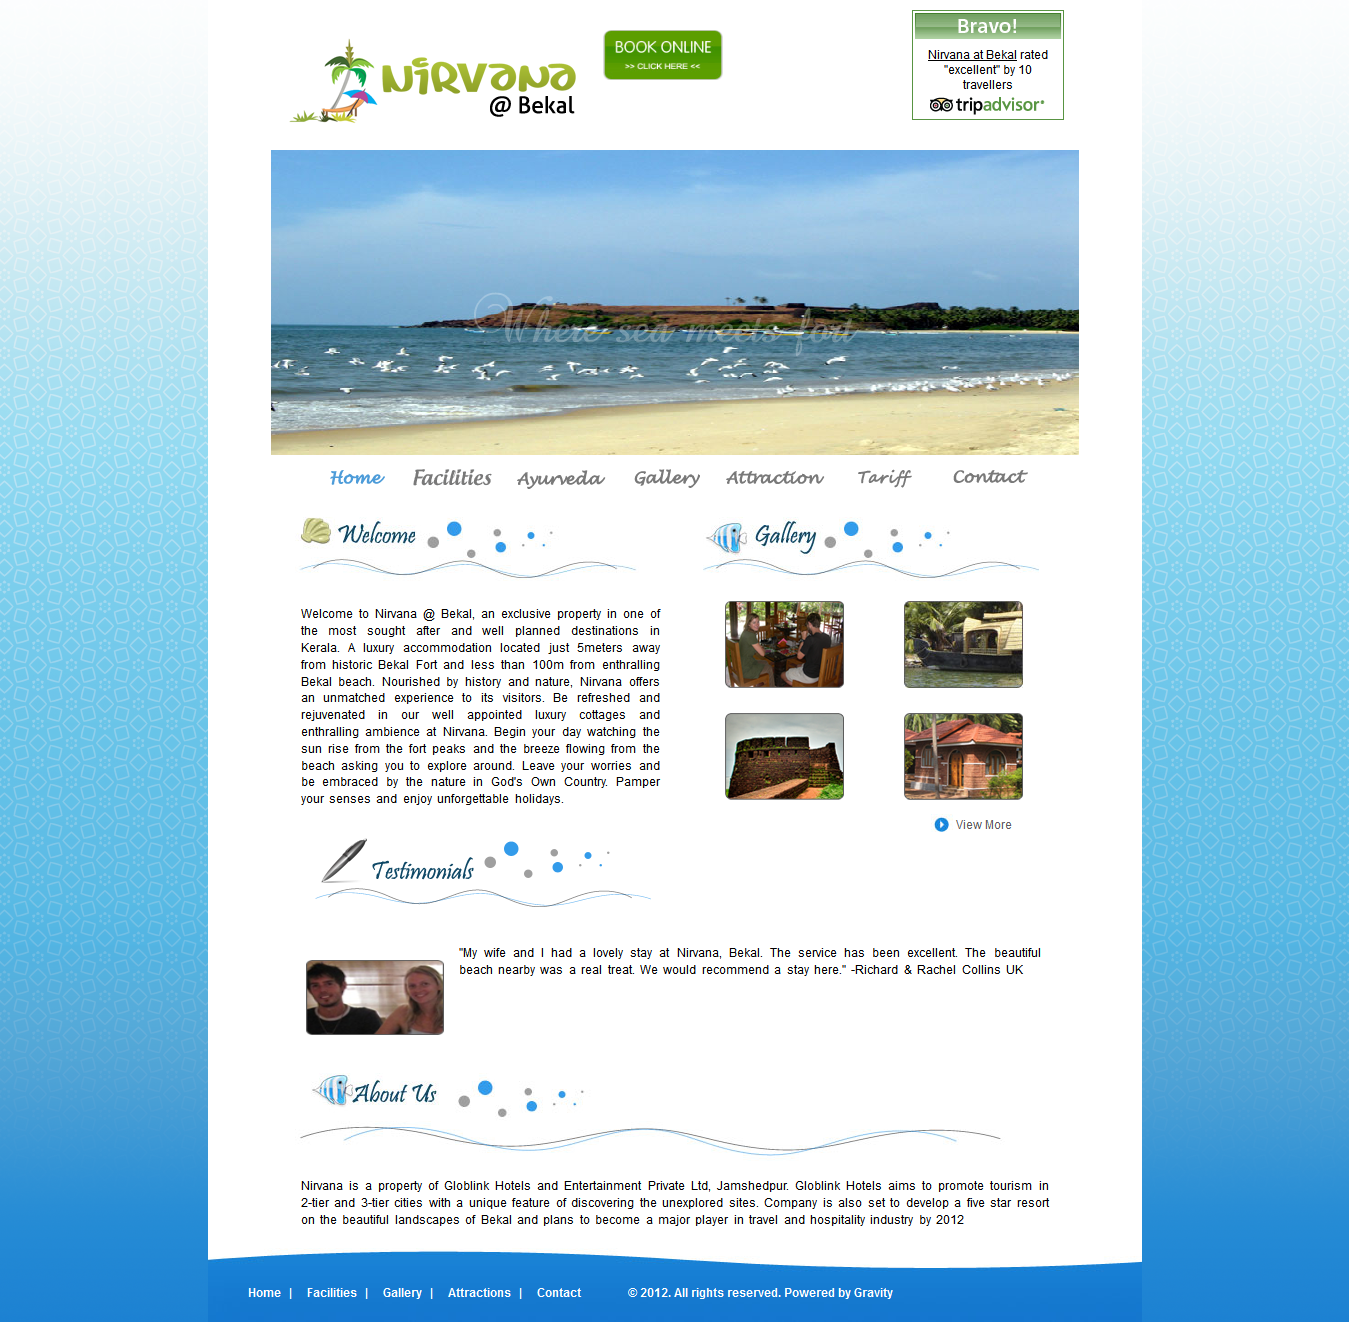 NIRVANA
@ Bekal
BOOK ONLINE
>> CLICK HERE <<
Bravo!
Nirvana at Bekal rated
"excellent" by 10
travellers
tripadvisor
Where sea meets fort
Home Facilities Ayurveda Gallery Attraction Tariff Contact
Welcome
Welcome to Nirvana @ Bekal, an exclusive property in one of
the most sought after and well planned destinations in
Kerala. A luxury accommodation located just 5meters away
from historic Bekal Fort and less than 100m from enthralling
Bekal beach. Nourished by history and nature, Nirvana offers
an unmatched experience to its visitors. Be refreshed and
rejuvenated in our well appointed luxury cottages and
enthralling ambience at Nirvana. Begin your day watching the
sun rise from the fort peaks and the breeze flowing from the
beach asking you to explore around. Leave your worries and
be embraced by the nature in God's Own Country. Pamper
your senses and enjoy unforgettable holidays.
Gallery
View More
Testimonials
"My wife and I had a lovely stay at Nirvana, Bekal. The service has been excellent. The beautiful
beach nearby was a real treat. We would recommend a stay here." -Richard & Rachel Collins UK
About Us
Nirvana is a property of Globlink Hotels and Entertainment Private Ltd, Jamshedpur. Globlink Hotels aims to promote tourism in
2-tier and 3-tier cities with a unique feature of discovering the unexplored sites. Company is also set to develop a five star resort
on the beautiful landscapes of Bekal and plans to become a major player in travel and hospitality industry by 2012
Home | Facilities | Gallery | Attractions | Contact © 2012. All rights reserved. Powered by Gravity